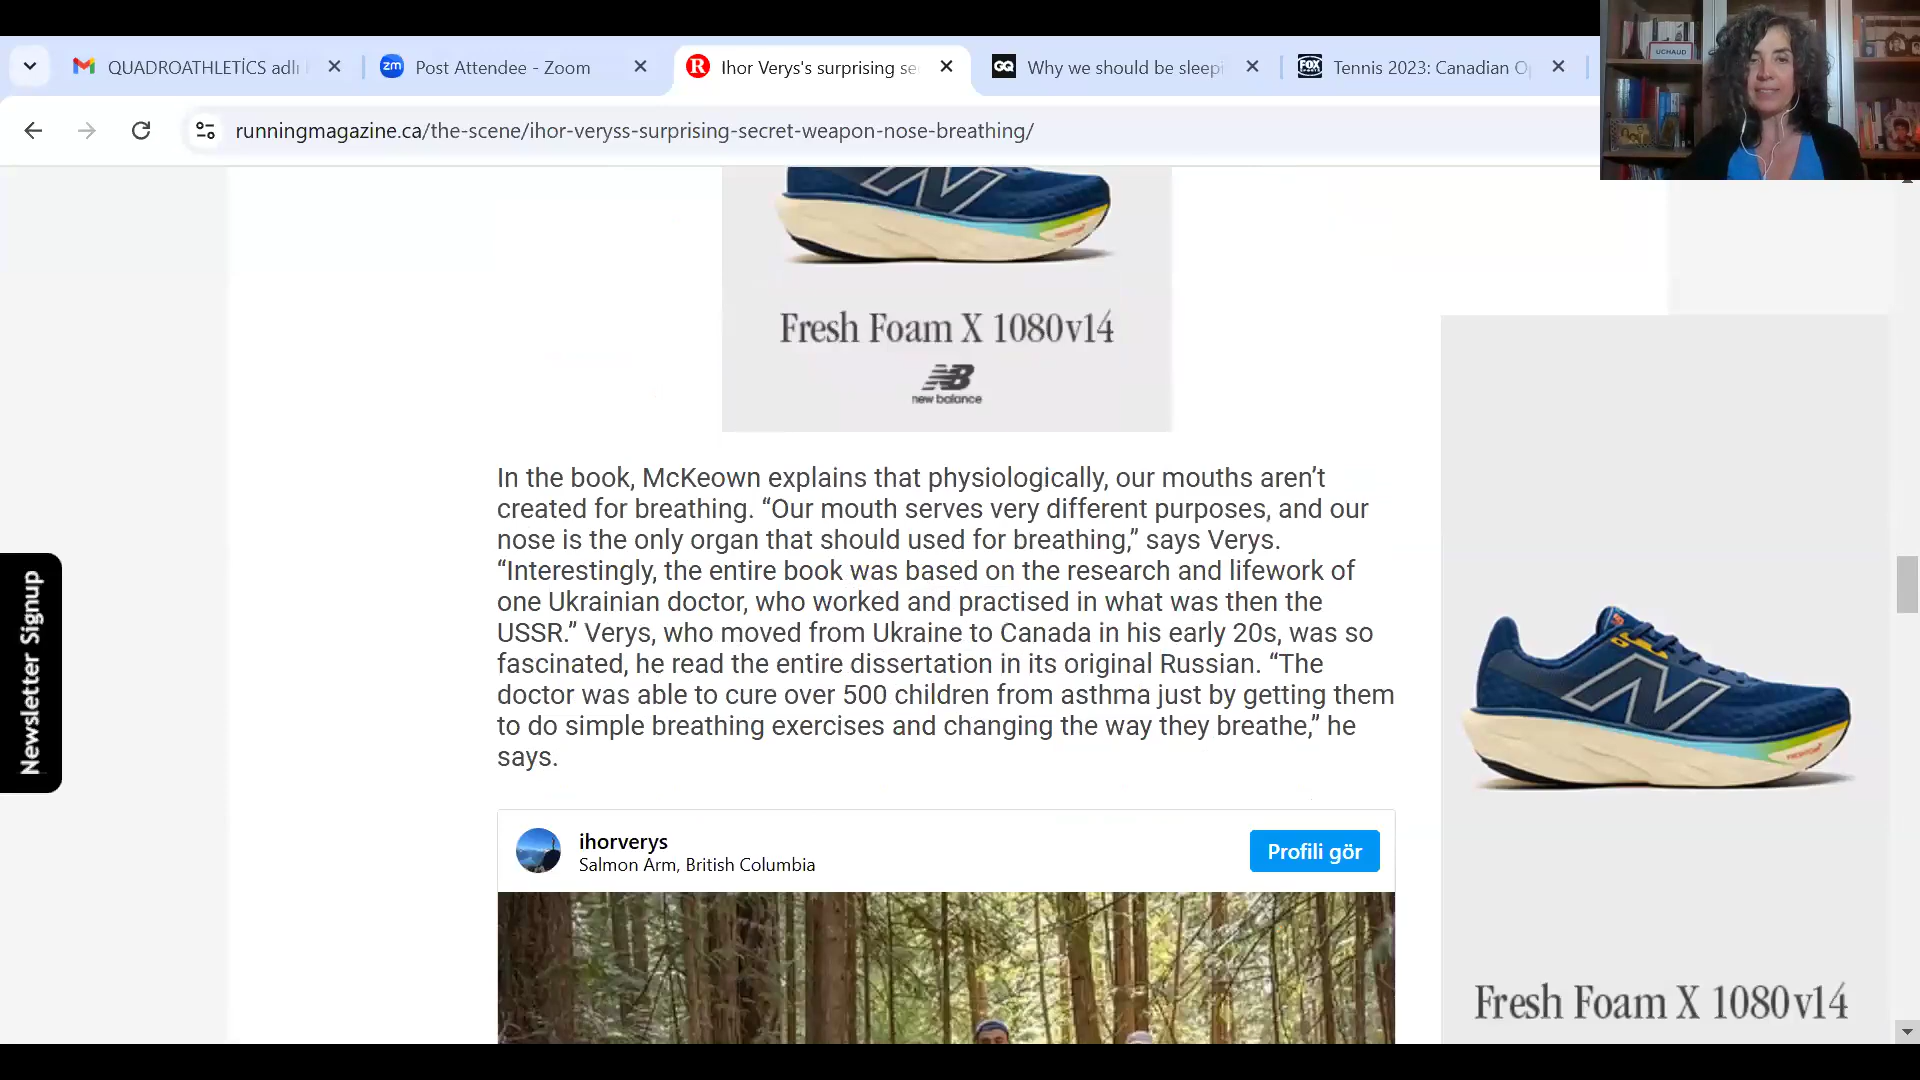 QUADROATHLETİCS adlı
Post Attendee - Zoom
Ihor Verys's surprising se
Why we should be sleepi
Tennis 2023: Canadian O
runningmagazine.ca/the-scene/ihor-veryss-surprising-secret-weapon-nose-breathing/
UCHAUD
Fresh Foam X 1080v14
new balance
In the book, McKeown explains that physiologically, our mouths aren’t
created for breathing. “Our mouth serves very different purposes, and our
nose is the only organ that should used for breathing,” says Verys.
“Interestingly, the entire book was based on the research and lifework of
one Ukrainian doctor, who worked and practised in what was then the
USSR.” Verys, who moved from Ukraine to Canada in his early 20s, was so
fascinated, he read the entire dissertation in its original Russian. “The
doctor was able to cure over 500 children from asthma just by getting them
to do simple breathing exercises and changing the way they breathe,” he
says.
Newsletter Signup
ihorverys
Salmon Arm, British Columbia
Profili gör
Fresh Foam X 1080v14